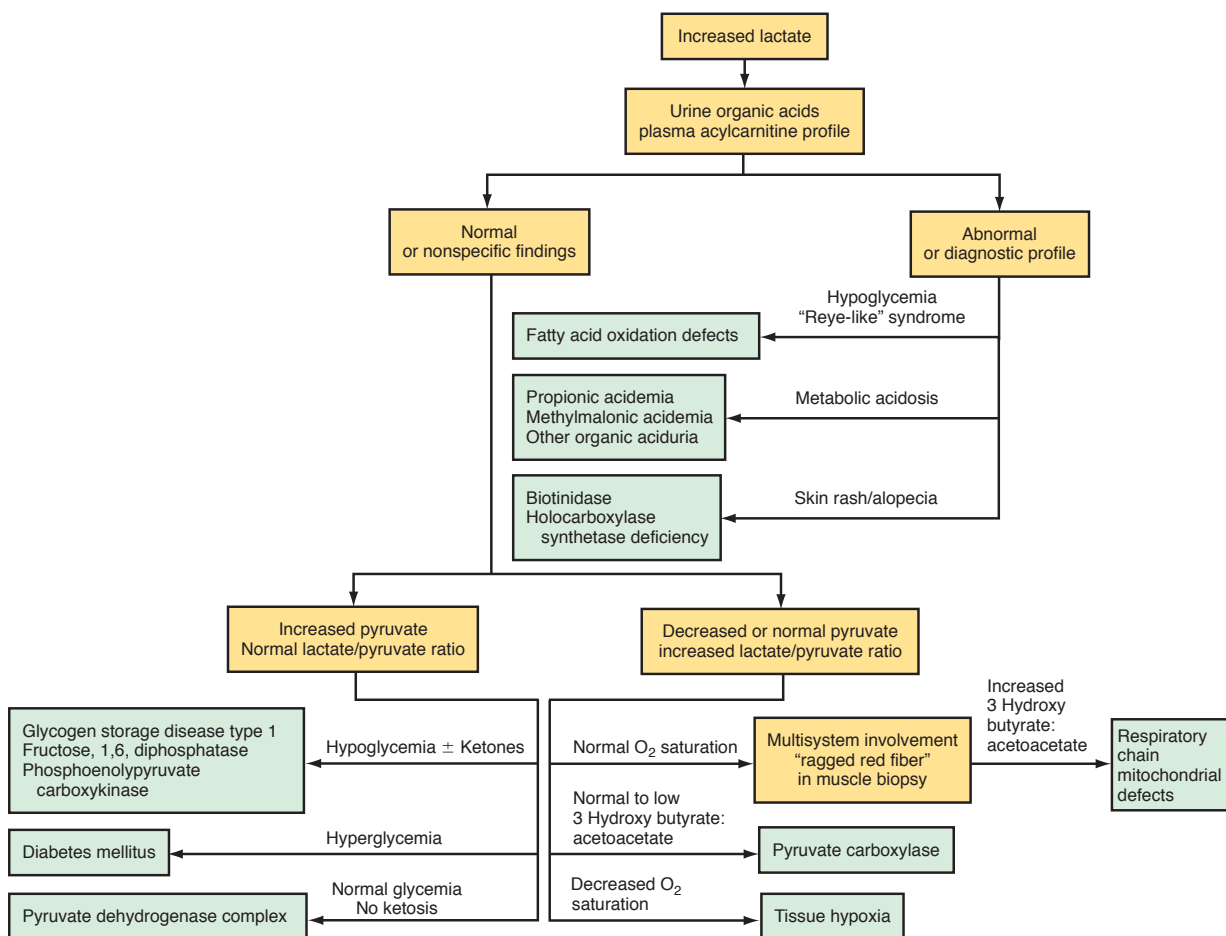 Increased lactate
Urine organic acids
plasma acylcarnitine profile
Normal
or nonspecific findings
Abnormal
or diagnostic profile
Hypoglycemia
“Reye-like” syndrome
Fatty acid oxidation defects
Propionic acidemia
Methylmalonic acidemia
Other organic aciduria
Metabolic acidosis
Biotinidase
Holocarboxylase
synthetase deficiency
Skin rash/alopecia
Increased pyruvate
Normal lactate/pyruvate ratio
Decreased or normal pyruvate
increased lactate/pyruvate ratio
Glycogen storage disease type 1
Fructose, 1,6, diphosphatase
Phosphoenolpyruvate
carboxykinase
Hypoglycemia ± Ketones
Normal O₂ saturation
Multisystem involvement
“ragged red fiber”
in muscle biopsy
Increased
3 Hydroxy
butyrate:
acetoacetate
Respiratory
chain
mitochondrial
defects
Diabetes mellitus
Hyperglycemia
Normal to low
3 Hydroxy butyrate:
acetoacetate
Pyruvate carboxylase
Pyruvate dehydrogenase complex
Normal glycemia
No ketosis
Decreased O₂
saturation
Tissue hypoxia